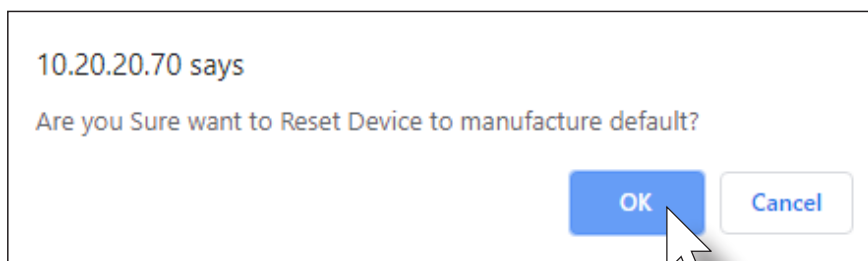 10.20.20.70 says
Are you Sure want to Reset Device to manufacture default?
OK
Cancel